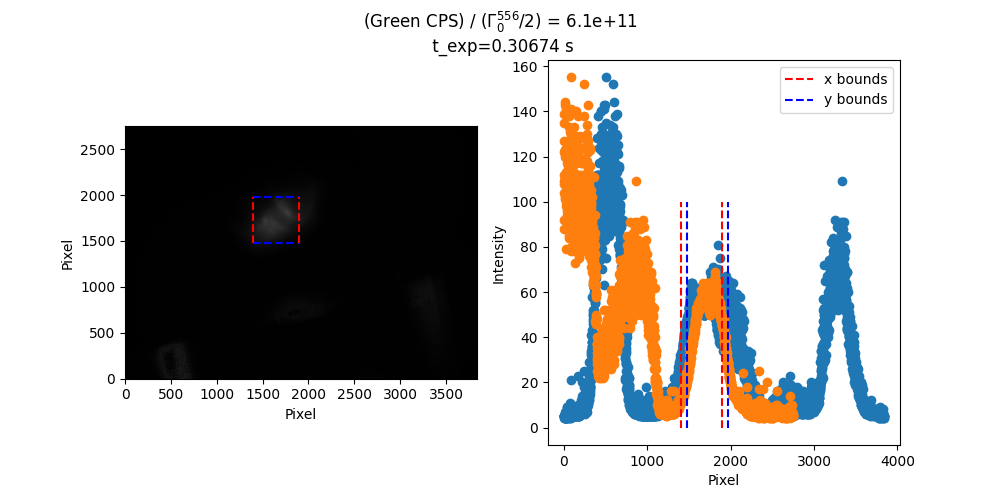 (Green CPS) / (Γ₀⁵⁵⁶/2) = 6.1e+11
t_exp=0.30674 s
2500
2000
1500
1000
500
0
Pixel
0 500 1000 1500 2000 2500 3000 3500
Pixel
160
140
120
100
80
60
40
20
0
Intensity
x bounds
y bounds
0 1000 2000 3000 4000
Pixel